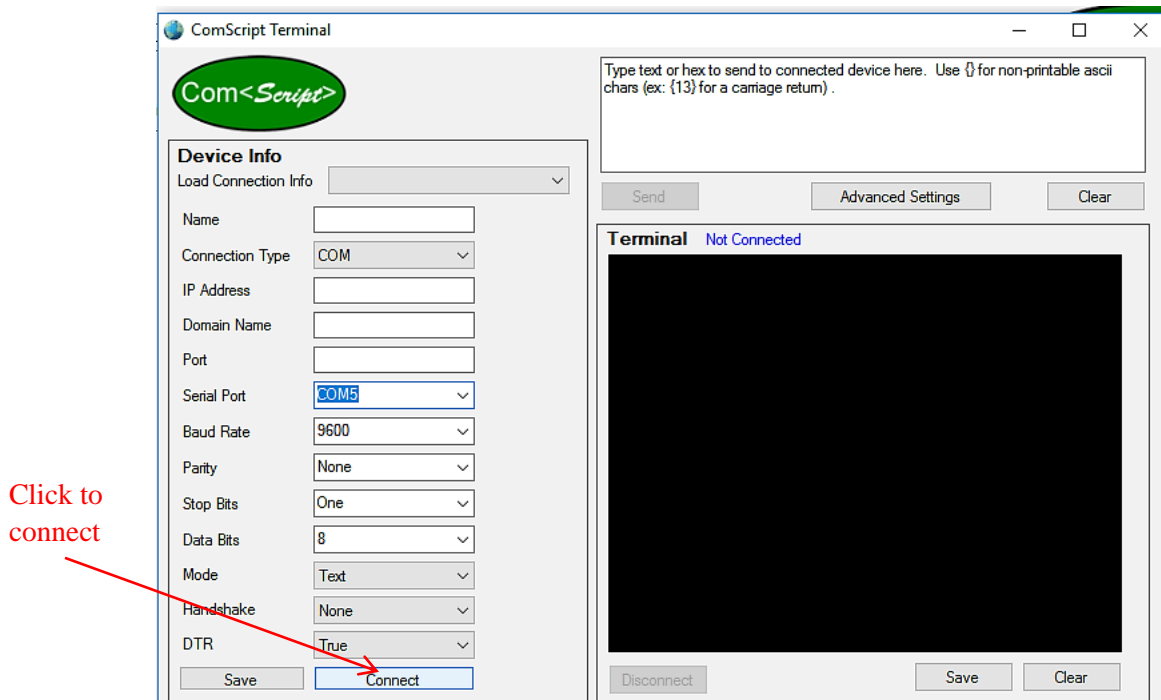 ComScript Terminal
Com<Script>
Type text or hex to send to connected device here. Use {} for non-printable ascii
chars (ex: {13} for a carriage return) .
Send
Advanced Settings
Clear
Device Info
Load Connection Info
Name
Connection Type COM
IP Address
Domain Name
Port
Serial Port COM5
Baud Rate 9600
Parity None
Stop Bits One
Data Bits 8
Mode Text
Handshake None
DTR True
Save Connect
Terminal Not Connected
Disconnect
Save
Clear
Click to
connect